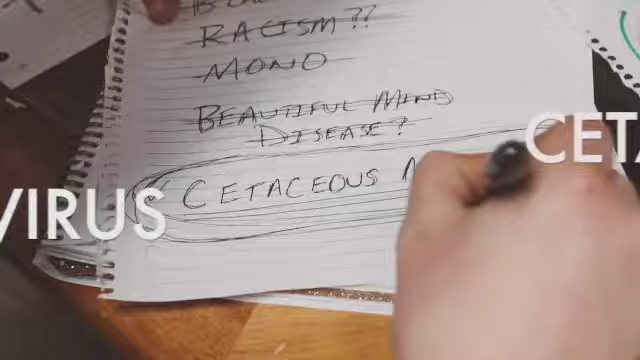 RACISM??
MONO
BEAUTIFUL MIND
DISEASE?
CETACEOUS
VIRUS
CETA